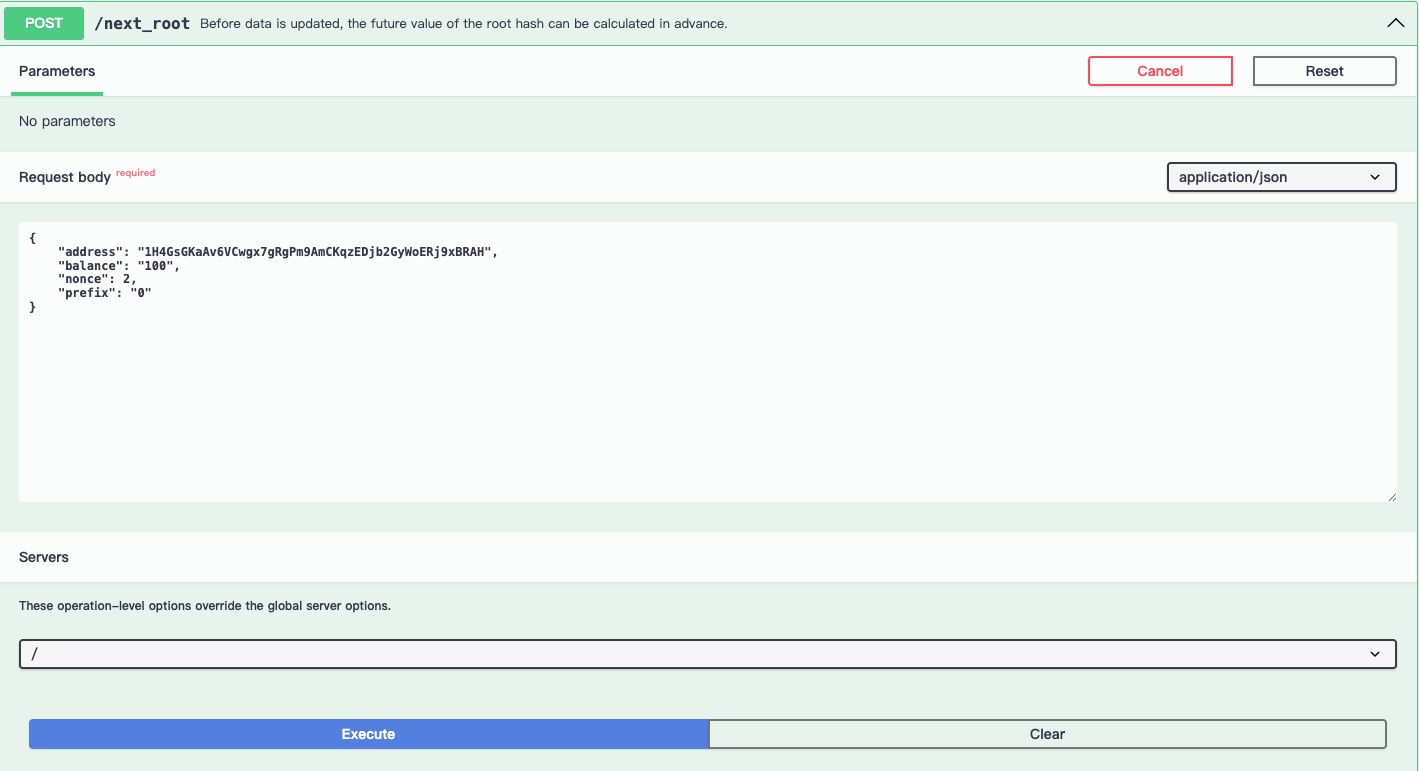 POST /next_root Before data is updated, the future value of the root hash can be calculated in advance.
Parameters Cancel Reset
No parameters
Request body required application/json
{
    "address": "1H4GsGKaAv6VCwgx7gRgPm9AmCKqzEDjb2GyWoERj9xBRAH",
    "balance": "100",
    "nonce": 2,
    "prefix": "0"
}
Servers
These operation-level options override the global server options.
/
Execute Clear